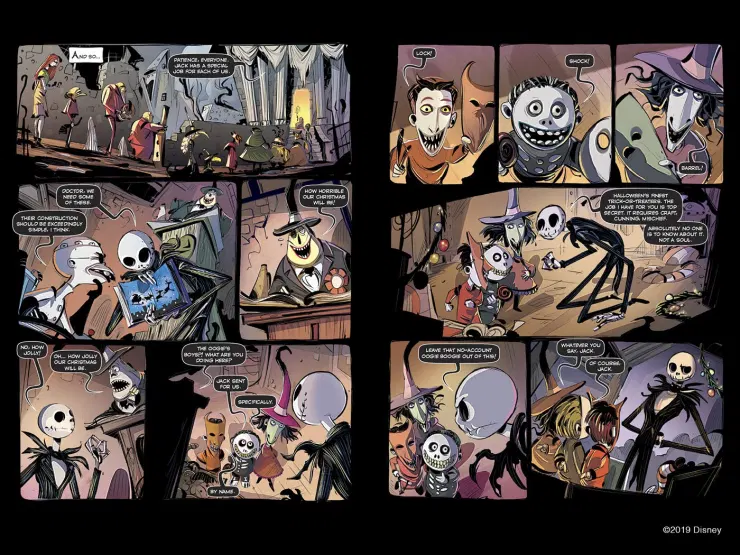 AND SO...
PATIENCE, EVERYONE.
JACK HAS A SPECIAL
JOB FOR EACH OF US.
DOCTOR, WE
NEED SOME
OF THESE.
THEIR CONSTRUCTION
SHOULD BE EXCEEDINGLY
SIMPLE, I THINK.
HOW HORRIBLE
OUR CHRISTMAS
WILL BE!
NO, HOW
JOLLY!
OH... HOW JOLLY
OUR CHRISTMAS
WILL BE.
THE OOGIE'S
BOYS!? WHAT ARE YOU
DOING HERE?
JACK SENT
FOR US.
SPECIFICALLY.
BY NAME.
LOCK!
SHOCK!
BARREL!
HALLOWEEN'S FINEST
TRICK-OR-TREATERS. THE
JOB I HAVE FOR YOU IS TOP
SECRET. IT REQUIRES CRAFT,
CUNNING, MISCHIEF.
ABSOLUTELY NO ONE
IS TO KNOW ABOUT IT.
NOT A SOUL.
LEAVE THAT NO-ACCOUNT
OOGIE BOOGIE OUT OF THIS!
WHATEVER YOU
SAY, JACK.
OF COURSE,
JACK.
©2019 Disney